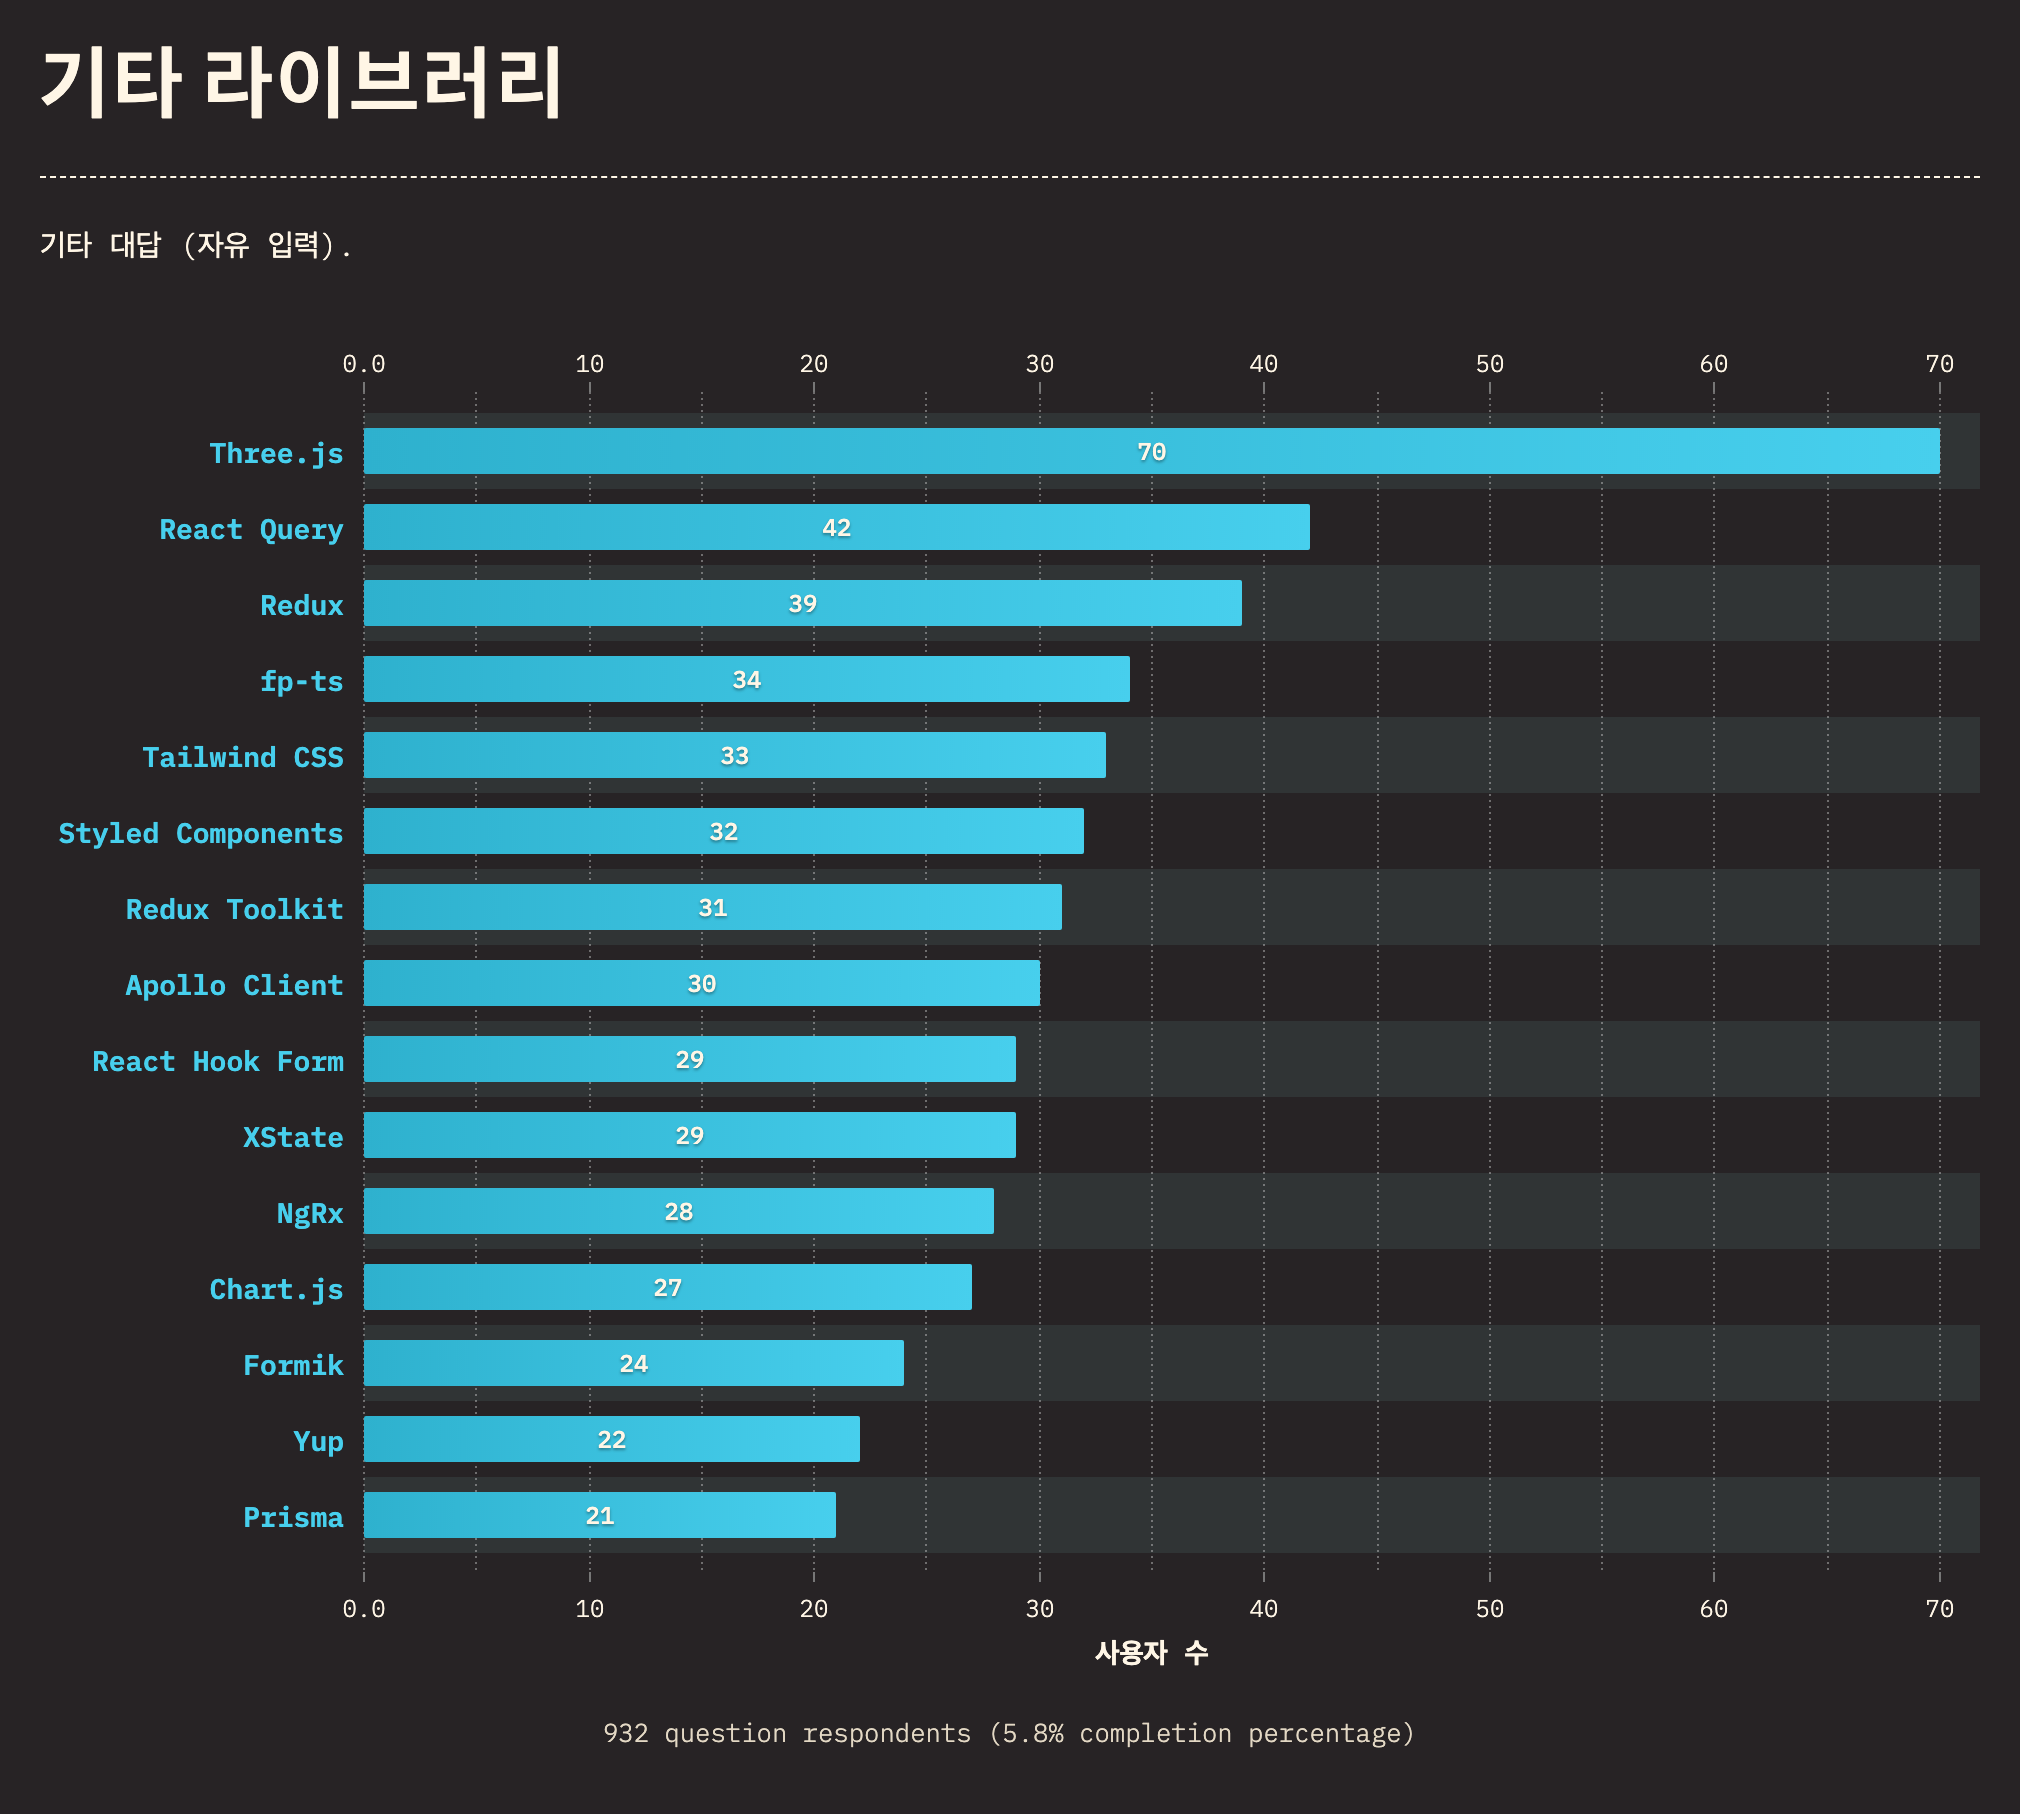 기타 라이브러리
기타 대답 (자유 입력).
0.0 10 20 30 40 50 60 70
Three.js 70
React Query 42
Redux 39
fp-ts 34
Tailwind CSS 33
Styled Components 32
Redux Toolkit 31
Apollo Client 30
React Hook Form 29
XState 29
NgRx 28
Chart.js 27
Formik 24
Yup 22
Prisma 21
0.0 10 20 30 40 50 60 70
사용자 수
932 question respondents (5.8% completion percentage)